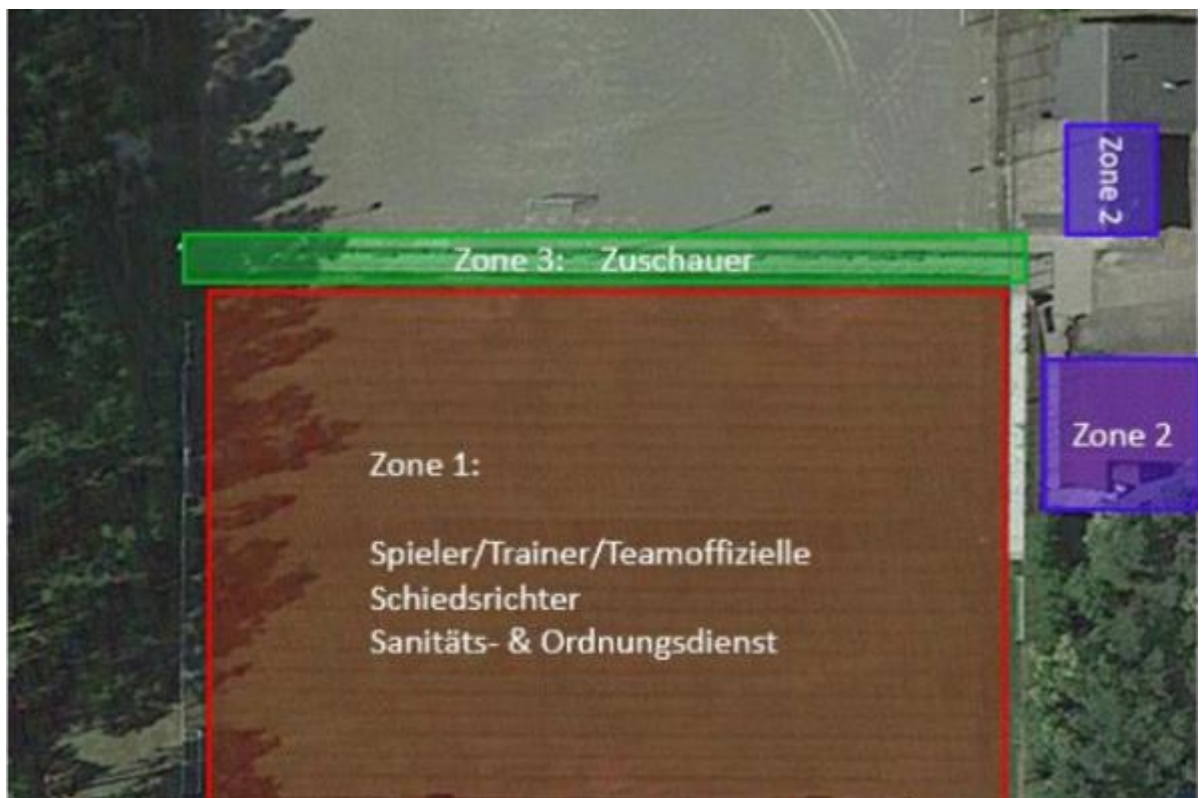 Zone 2
Zone 3: Zuschauer
Zone 2
Zone 1:
Spieler/Trainer/Teamoffizielle
Schiedsrichter
Sanitäts- & Ordnungsdienst